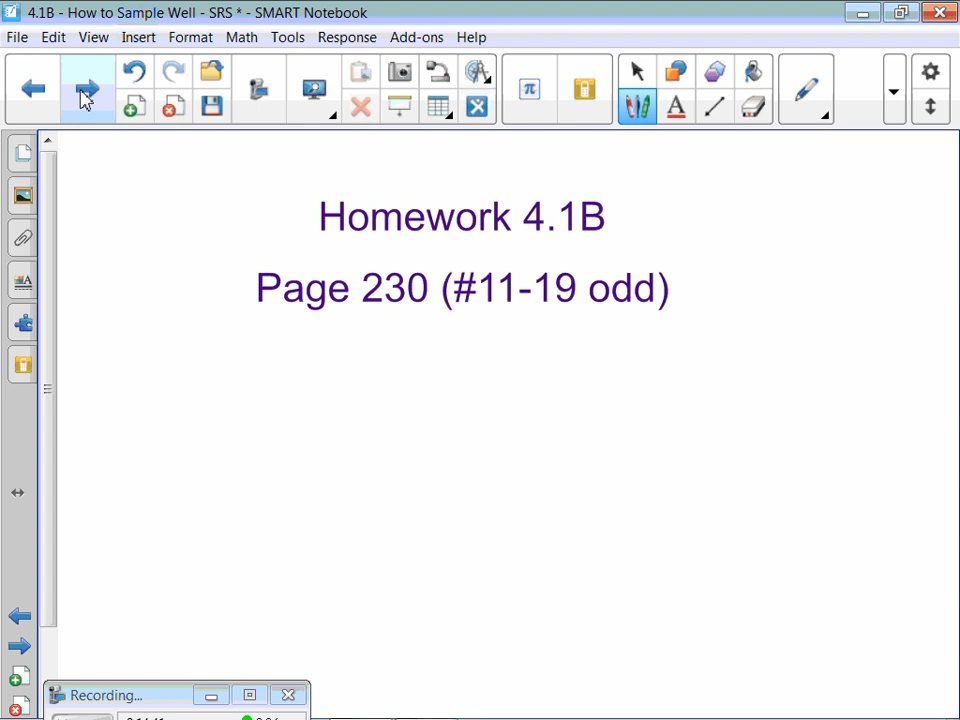 4.1B - How to Sample Well - SRS * - SMART Notebook
File Edit View Insert Format Math Tools Response Add-ons Help
π
A
Homework 4.1B
Page 230 (#11-19 odd)
Recording...